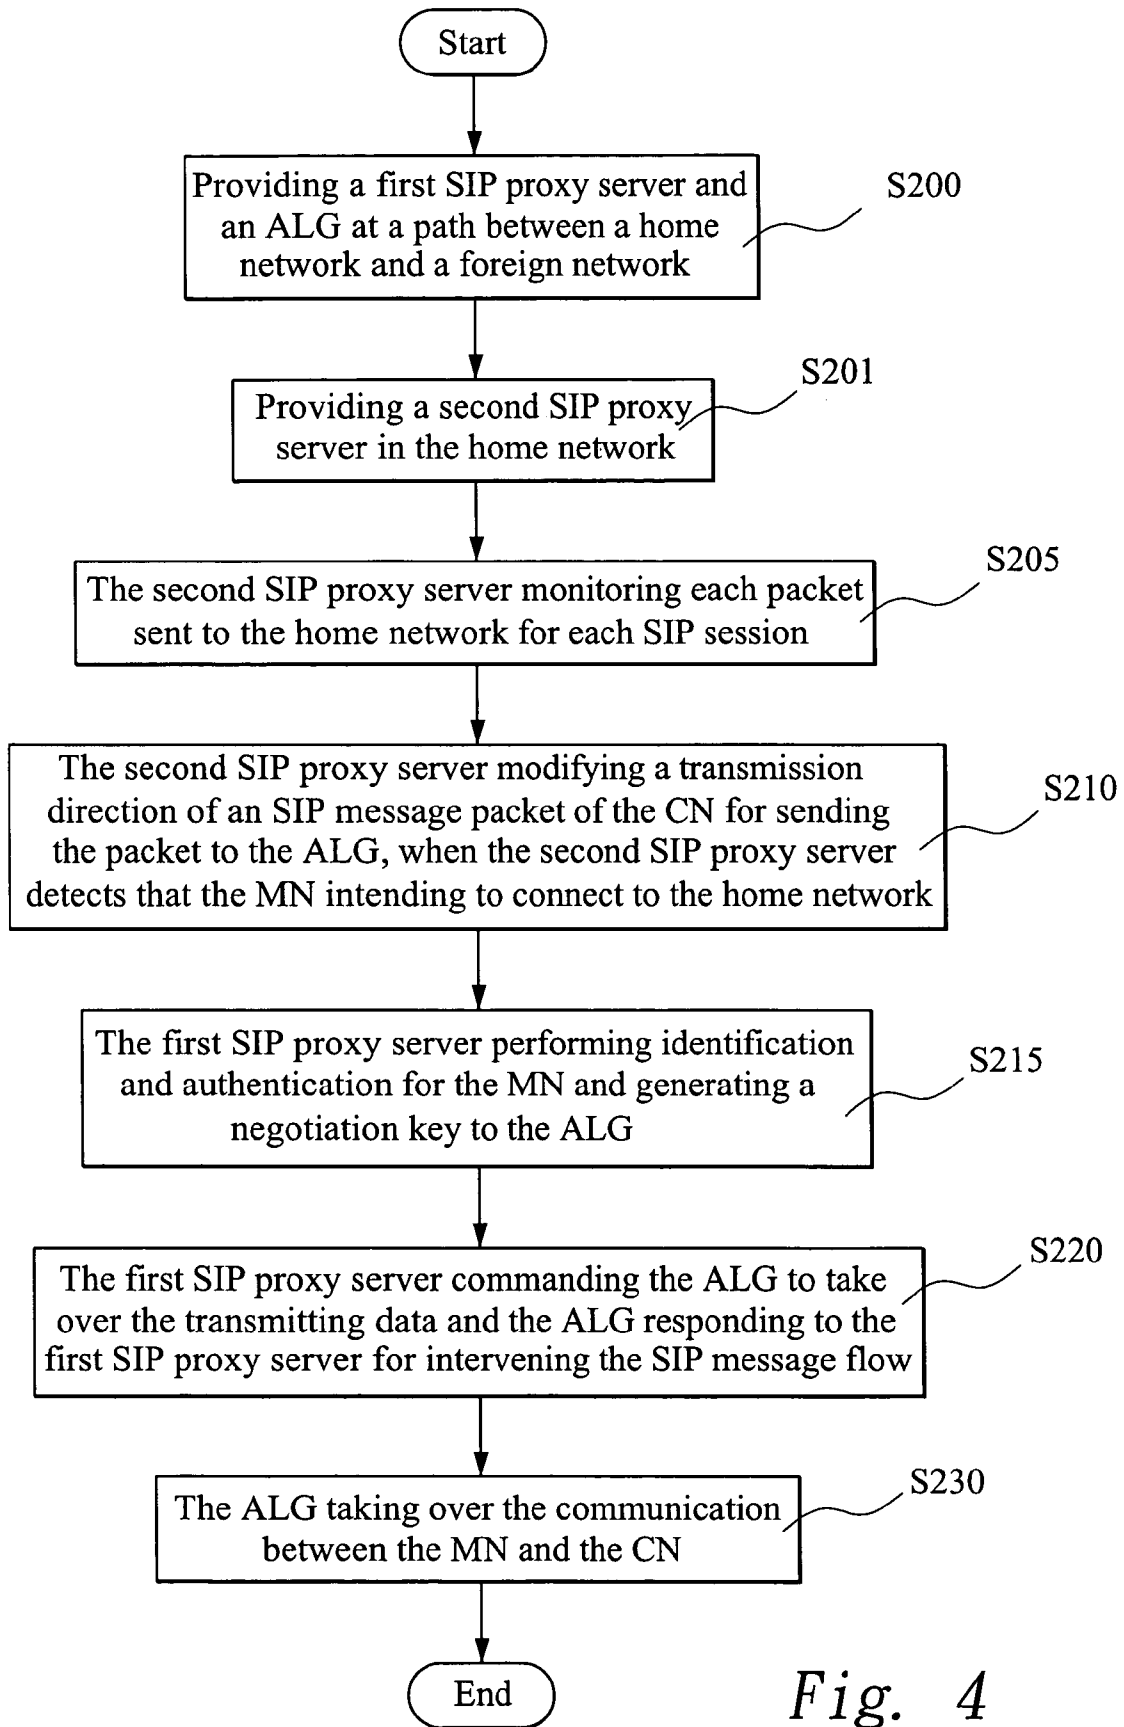 Start
Providing a first SIP proxy server and
an ALG at a path between a home
network and a foreign network
S200
Providing a second SIP proxy
server in the home network
S201
The second SIP proxy server monitoring each packet
sent to the home network for each SIP session
S205
The second SIP proxy server modifying a transmission
direction of an SIP message packet of the CN for sending
the packet to the ALG, when the second SIP proxy server
detects that the MN intending to connect to the home network
S210
The first SIP proxy server performing identification
and authentication for the MN and generating a
negotiation key to the ALG
S215
The first SIP proxy server commanding the ALG to take
over the transmitting data and the ALG responding to the
first SIP proxy server for intervening the SIP message flow
S220
The ALG taking over the communication
between the MN and the CN
S230
End
Fig. 4